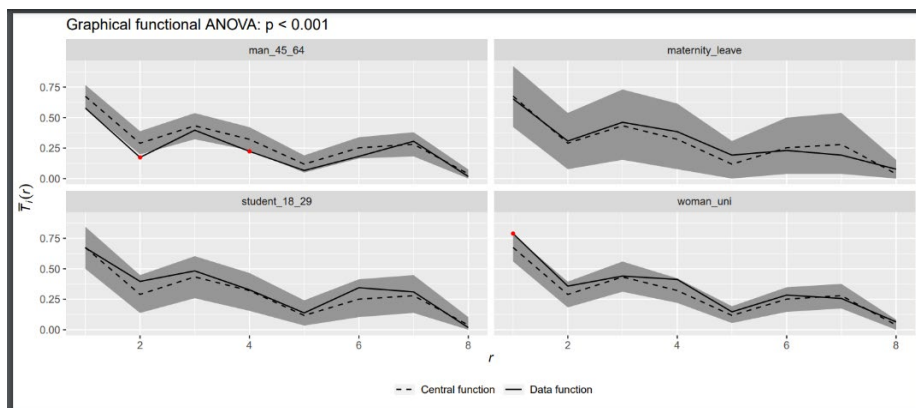 Graphical functional ANOVA: p < 0.001
man_45_64
maternity_leave
0.75
0.50
0.25
0.00
student_18_29
woman_uni
0.75
0.50
0.25
0.00
T̅ᵢ(r)
2 4 6 8
2 4 6 8
r
Central function
Data function